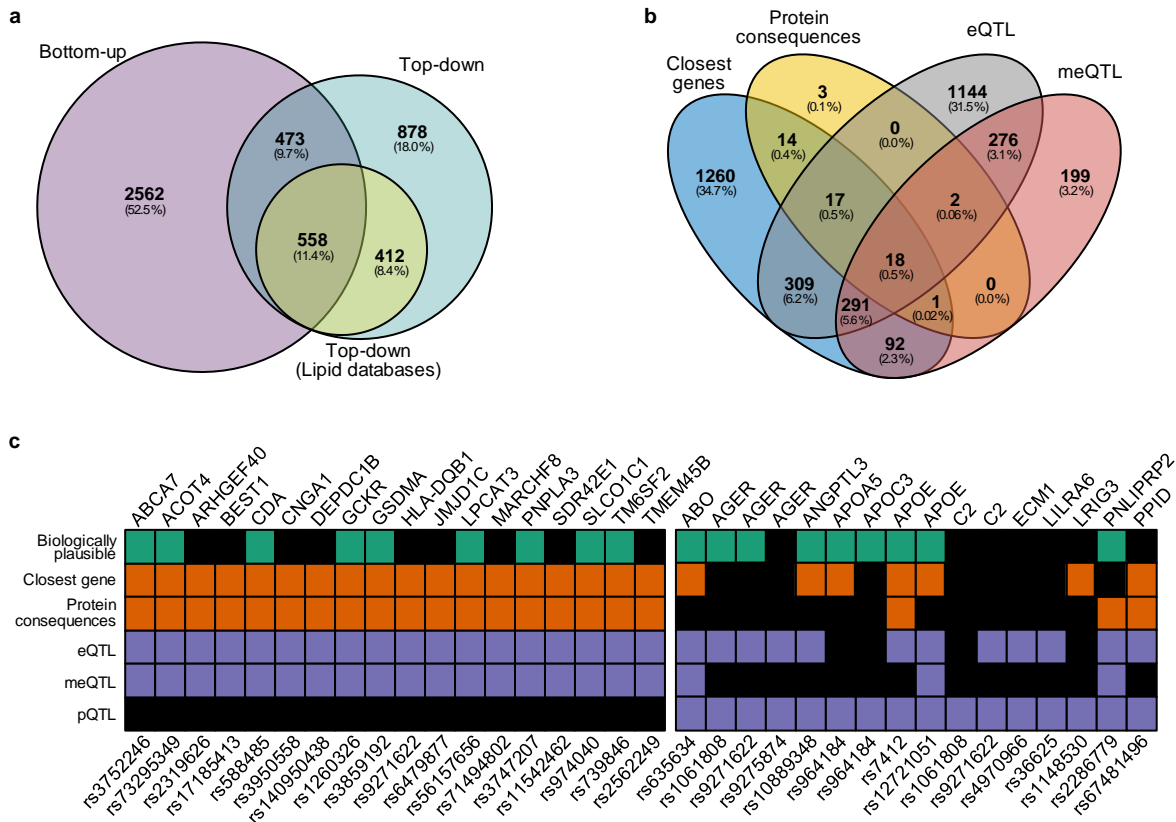 a
Bottom-up
Top-down
473
(9.7%)
878
(18.0%)
2562
(52.5%)
558
(11.4%)
412
(8.4%)
Top-down
(Lipid databases)
b
Protein
consequences
eQTL
Closest
genes
meQTL
3
(0.1%)
1144
(31.5%)
0
(0.0%)
14
(0.4%)
276
(3.1%)
1260
(34.7%)
199
(3.2%)
17
(0.5%)
2
(0.06%)
18
(0.5%)
309
(6.2%)
0
(0.0%)
291
(5.6%)
1
(0.02%)
92
(2.3%)
c
ABCA7
ACOT4
ARHGEF40
BEST1
CDA
CNGA1
DEPDC1B
GCKR
GSDMA
HLA-DQB1
JMJD1C
LPCAT3
MARCHF8
PNPLA3
SDR42E1
SLCO1C1
TM6SF2
TMEM45B
ABO
AGER
AGER
AGER
ANGPTL3
APOA5
APOC3
APOE
APOE
C2
C2
ECM1
LILRA6
LRIG3
PNLIPRP2
PPID
Biologically
plausible
Closest gene
Protein
consequences
eQTL
meQTL
pQTL
rs3752246
rs73295349
rs2319626
rs17185413
rs588485
rs3950558
rs140950438
rs1260326
rs3859192
rs9271622
rs6479877
rs56157656
rs71494802
rs3747207
rs11542462
rs974040
rs739846
rs2562249
rs635634
rs1061808
rs9271622
rs9275874
rs10889348
rs964184
rs964184
rs7412
rs12721051
rs1061808
rs9271622
rs4970966
rs36625
rs1148530
rs2286779
rs67481496